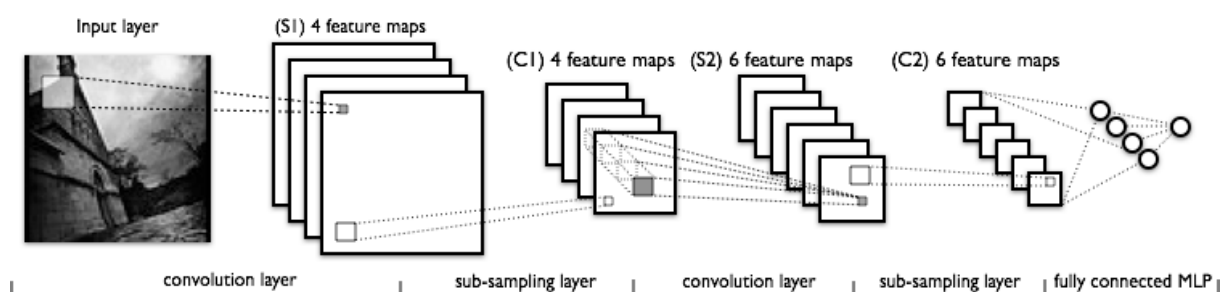 Input layer
(S1) 4 feature maps
(C1) 4 feature maps
(S2) 6 feature maps
(C2) 6 feature maps
convolution layer
sub-sampling layer
convolution layer
sub-sampling layer
fully connected MLP